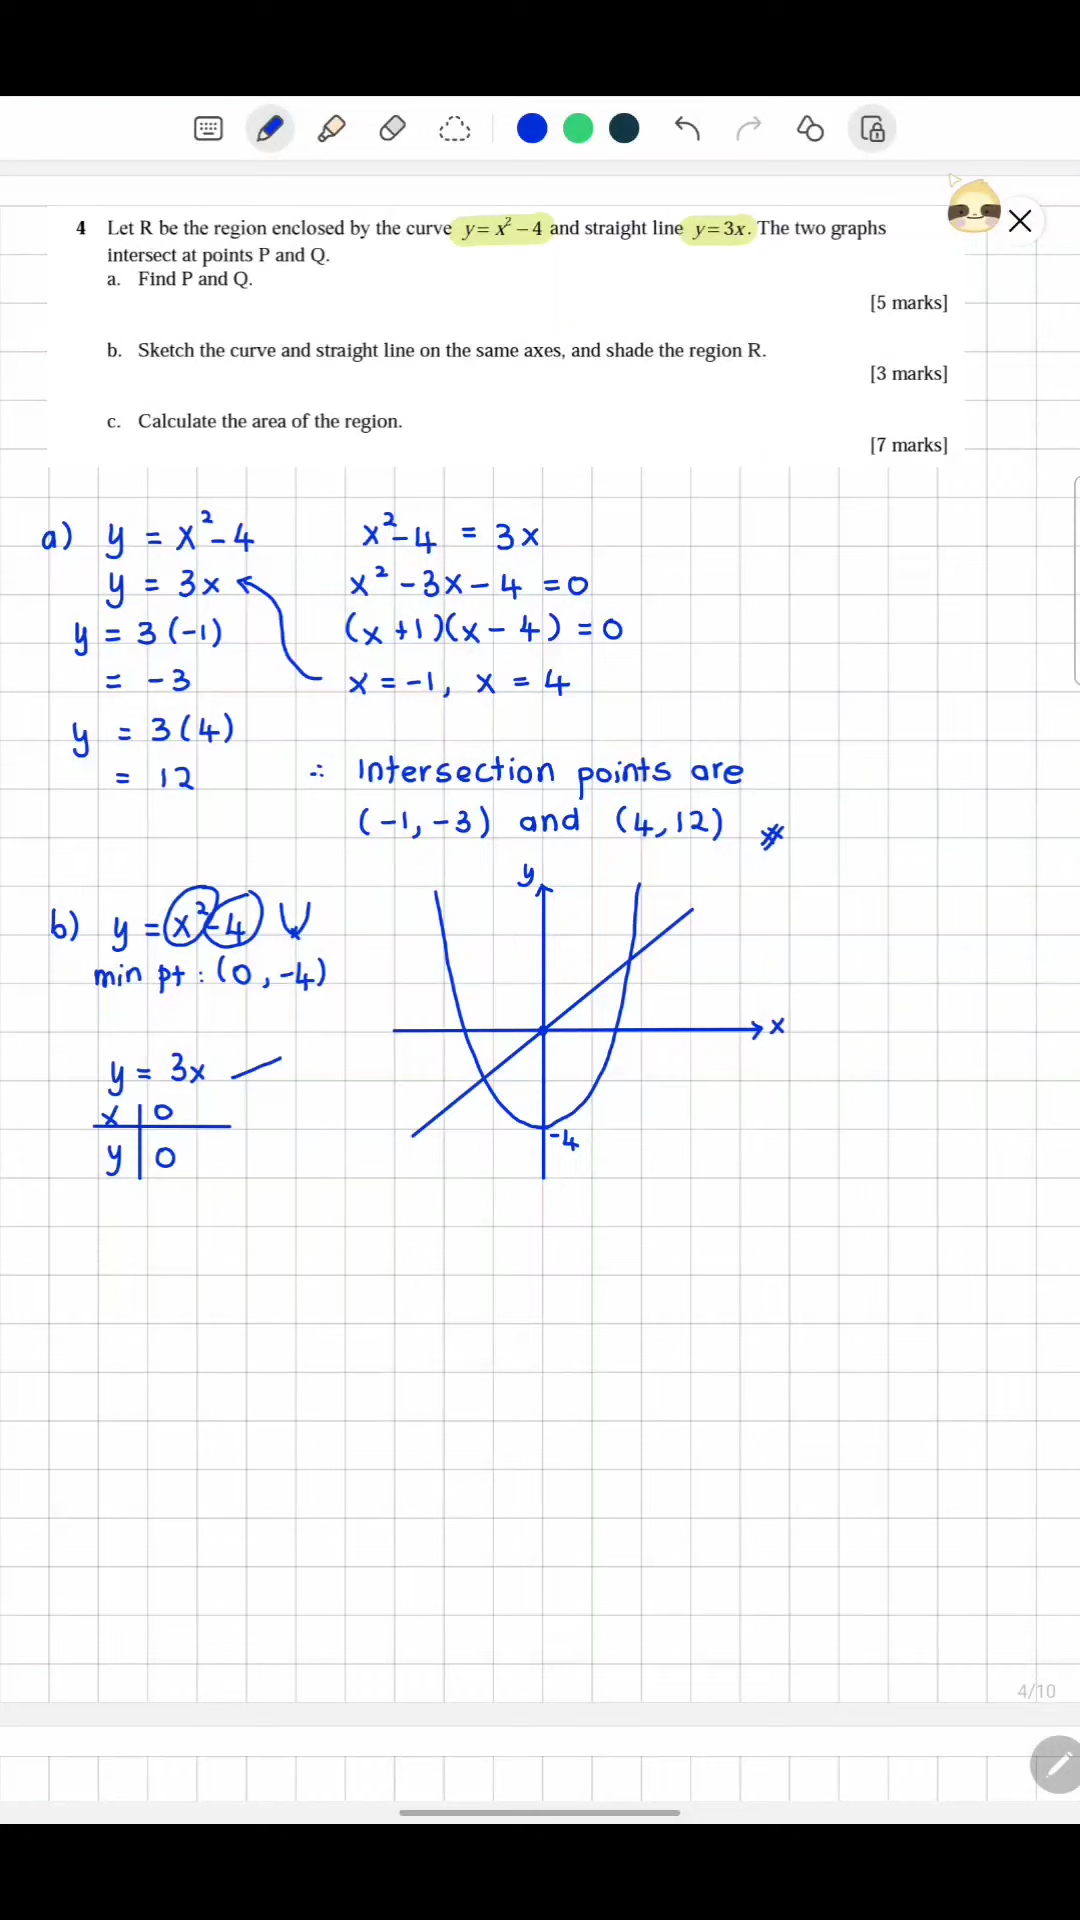 4 Let R be the region enclosed by the curve y = x² − 4 and straight line y = 3x. The two graphs
intersect at points P and Q.
a. Find P and Q.
[5 marks]
b. Sketch the curve and straight line on the same axes, and shade the region R.
[3 marks]
c. Calculate the area of the region.
[7 marks]
a) y = x² - 4
y = 3x
y = 3(-1)
= -3
y = 3(4)
= 12
x² - 4 = 3x
x² - 3x - 4 = 0
(x + 1)(x - 4) = 0
x = -1, x = 4
∴ Intersection points are
(-1, -3) and (4, 12) #
b) y = x² - 4
min pt : (0, -4)
y = 3x
x | 0
y | 0
y
x
-4
4/10